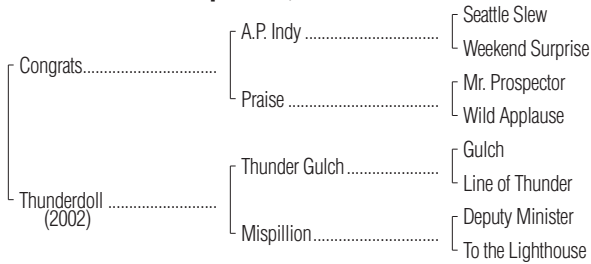 Seattle Slew
A.P. Indy
Weekend Surprise
Congrats
Mr. Prospector
Praise
Wild Applause
Gulch
Thunder Gulch
Line of Thunder
Thunderdoll
(2002)
Deputy Minister
Mispillion
To the Lighthouse